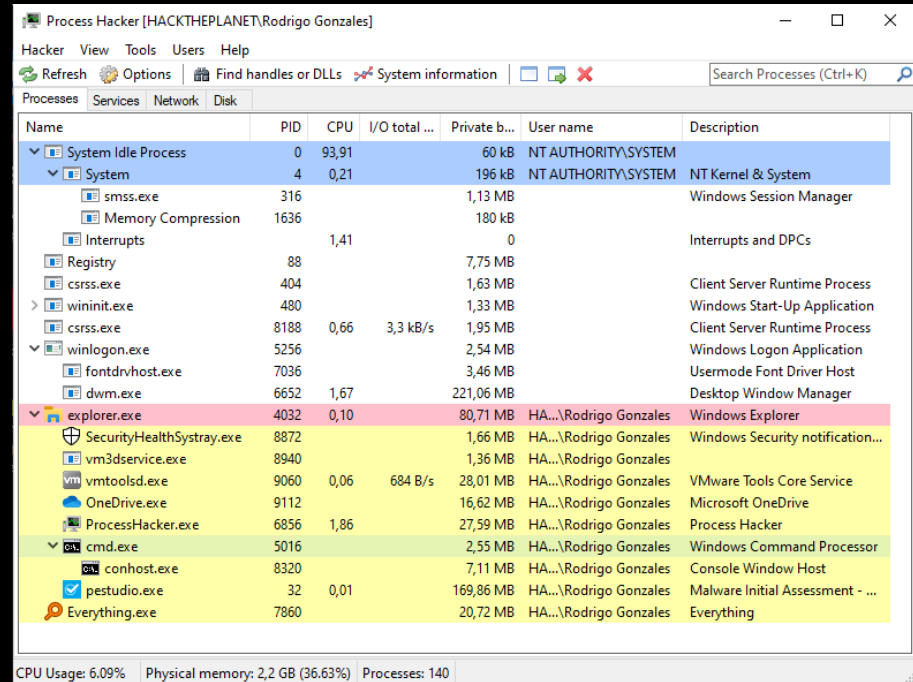 Process Hacker [HACKTHEPLANET\Rodrigo Gonzales]
Hacker View Tools Users Help
Refresh Options Find handles or DLLs System information Search Processes (Ctrl+K)
Processes Services Network Disk
Name PID CPU I/O total ... Private b... User name Description
System Idle Process 0 93,91 60 kB NT AUTHORITY\SYSTEM
System 4 0,21 196 kB NT AUTHORITY\SYSTEM NT Kernel & System
smss.exe 316 1,13 MB Windows Session Manager
Memory Compression 1636 180 kB
Interrupts 1,41 0 Interrupts and DPCs
Registry 88 7,75 MB
csrss.exe 404 1,63 MB Client Server Runtime Process
wininit.exe 480 1,33 MB Windows Start-Up Application
csrss.exe 8188 0,66 3,3 kB/s 1,95 MB Client Server Runtime Process
winlogon.exe 5256 2,54 MB Windows Logon Application
fontdrvhost.exe 7036 3,46 MB Usermode Font Driver Host
dwm.exe 6652 1,67 221,06 MB Desktop Window Manager
explorer.exe 4032 0,10 80,71 MB HA...\Rodrigo Gonzales Windows Explorer
SecurityHealthSystray.exe 8872 1,66 MB HA...\Rodrigo Gonzales Windows Security notification...
vm3dservice.exe 8940 1,36 MB HA...\Rodrigo Gonzales
vm vmtoolsd.exe 9060 0,06 684 B/s 28,01 MB HA...\Rodrigo Gonzales VMware Tools Core Service
OneDrive.exe 9112 16,62 MB HA...\Rodrigo Gonzales Microsoft OneDrive
ProcessHacker.exe 6856 1,86 27,59 MB HA...\Rodrigo Gonzales Process Hacker
cmd.exe 5016 2,55 MB HA...\Rodrigo Gonzales Windows Command Processor
conhost.exe 8320 7,11 MB HA...\Rodrigo Gonzales Console Window Host
pestudio.exe 32 0,01 169,86 MB HA...\Rodrigo Gonzales Malware Initial Assessment - ...
Everything.exe 7860 20,72 MB HA...\Rodrigo Gonzales Everything
CPU Usage: 6.09% Physical memory: 2,2 GB (36.63%) Processes: 140